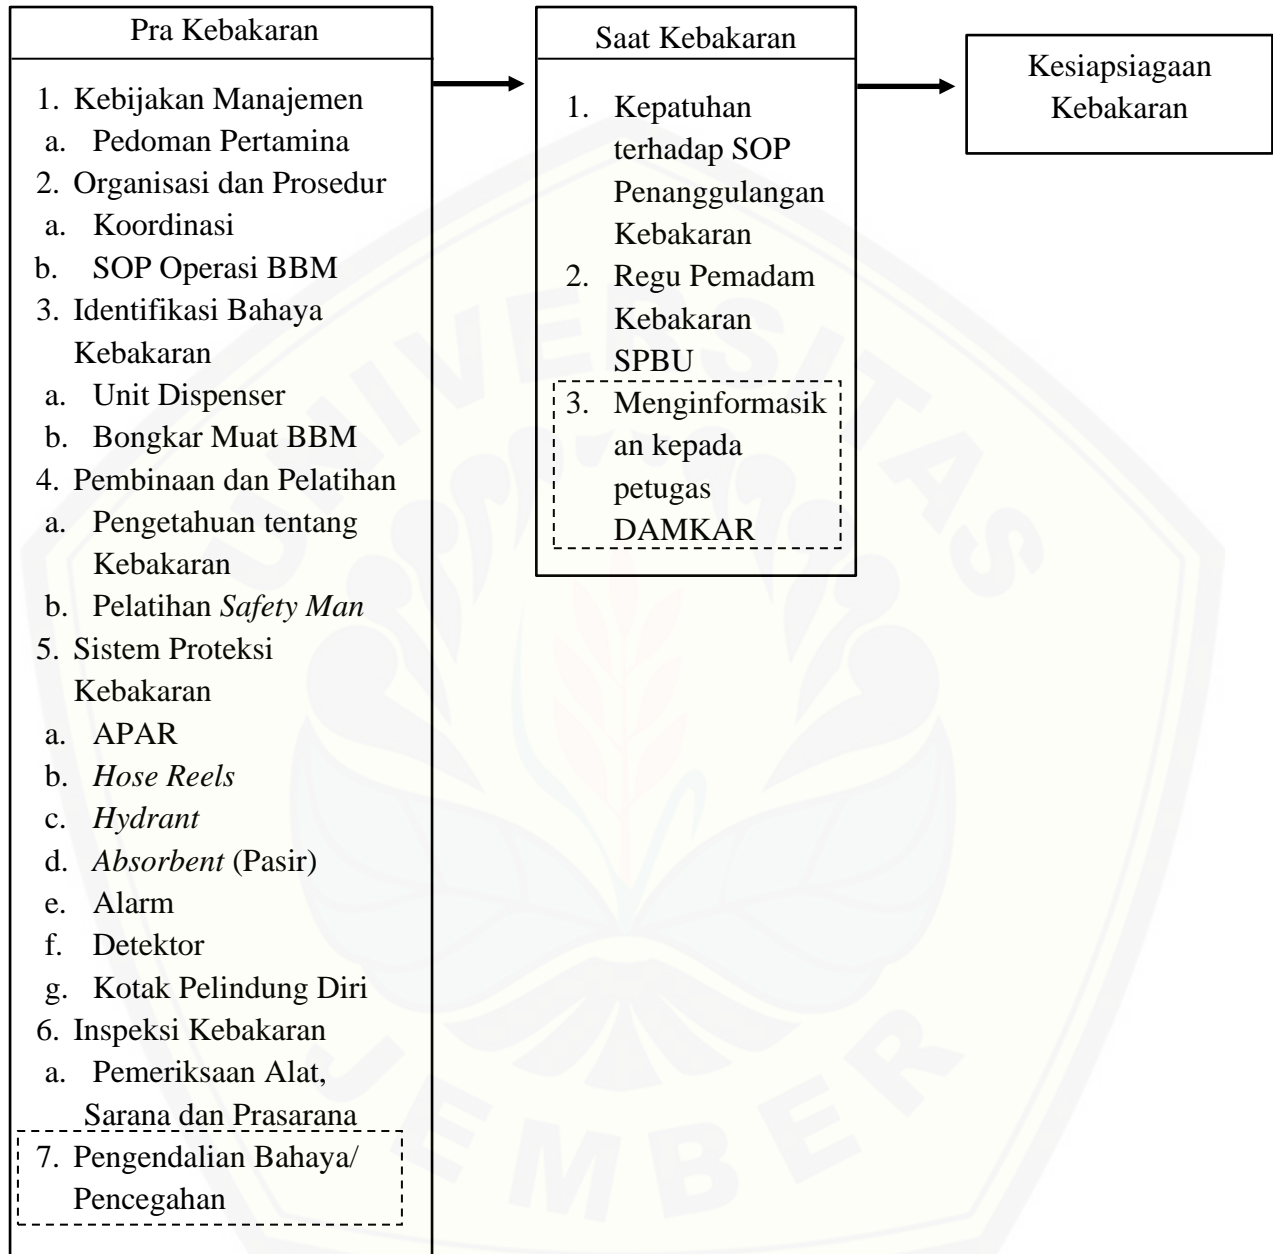 Pra Kebakaran
1. Kebijakan Manajemen
a. Pedoman Pertamina
2. Organisasi dan Prosedur
a. Koordinasi
b. SOP Operasi BBM
3. Identifikasi Bahaya
Kebakaran
a. Unit Dispenser
b. Bongkar Muat BBM
4. Pembinaan dan Pelatihan
a. Pengetahuan tentang
Kebakaran
b. Pelatihan Safety Man
5. Sistem Proteksi
Kebakaran
a. APAR
b. Hose Reels
c. Hydrant
d. Absorbent (Pasir)
e. Alarm
f. Detektor
g. Kotak Pelindung Diri
6. Inspeksi Kebakaran
a. Pemeriksaan Alat,
Sarana dan Prasarana
7. Pengendalian Bahaya/
Pencegahan
Saat Kebakaran
1. Kepatuhan
terhadap SOP
Penanggulangan
Kebakaran
2. Regu Pemadam
Kebakaran
SPBU
3. Menginformasik
an kepada
petugas
DAMKAR
Kesiapsiagaan
Kebakaran
UNIVERSITAS
JEMBER